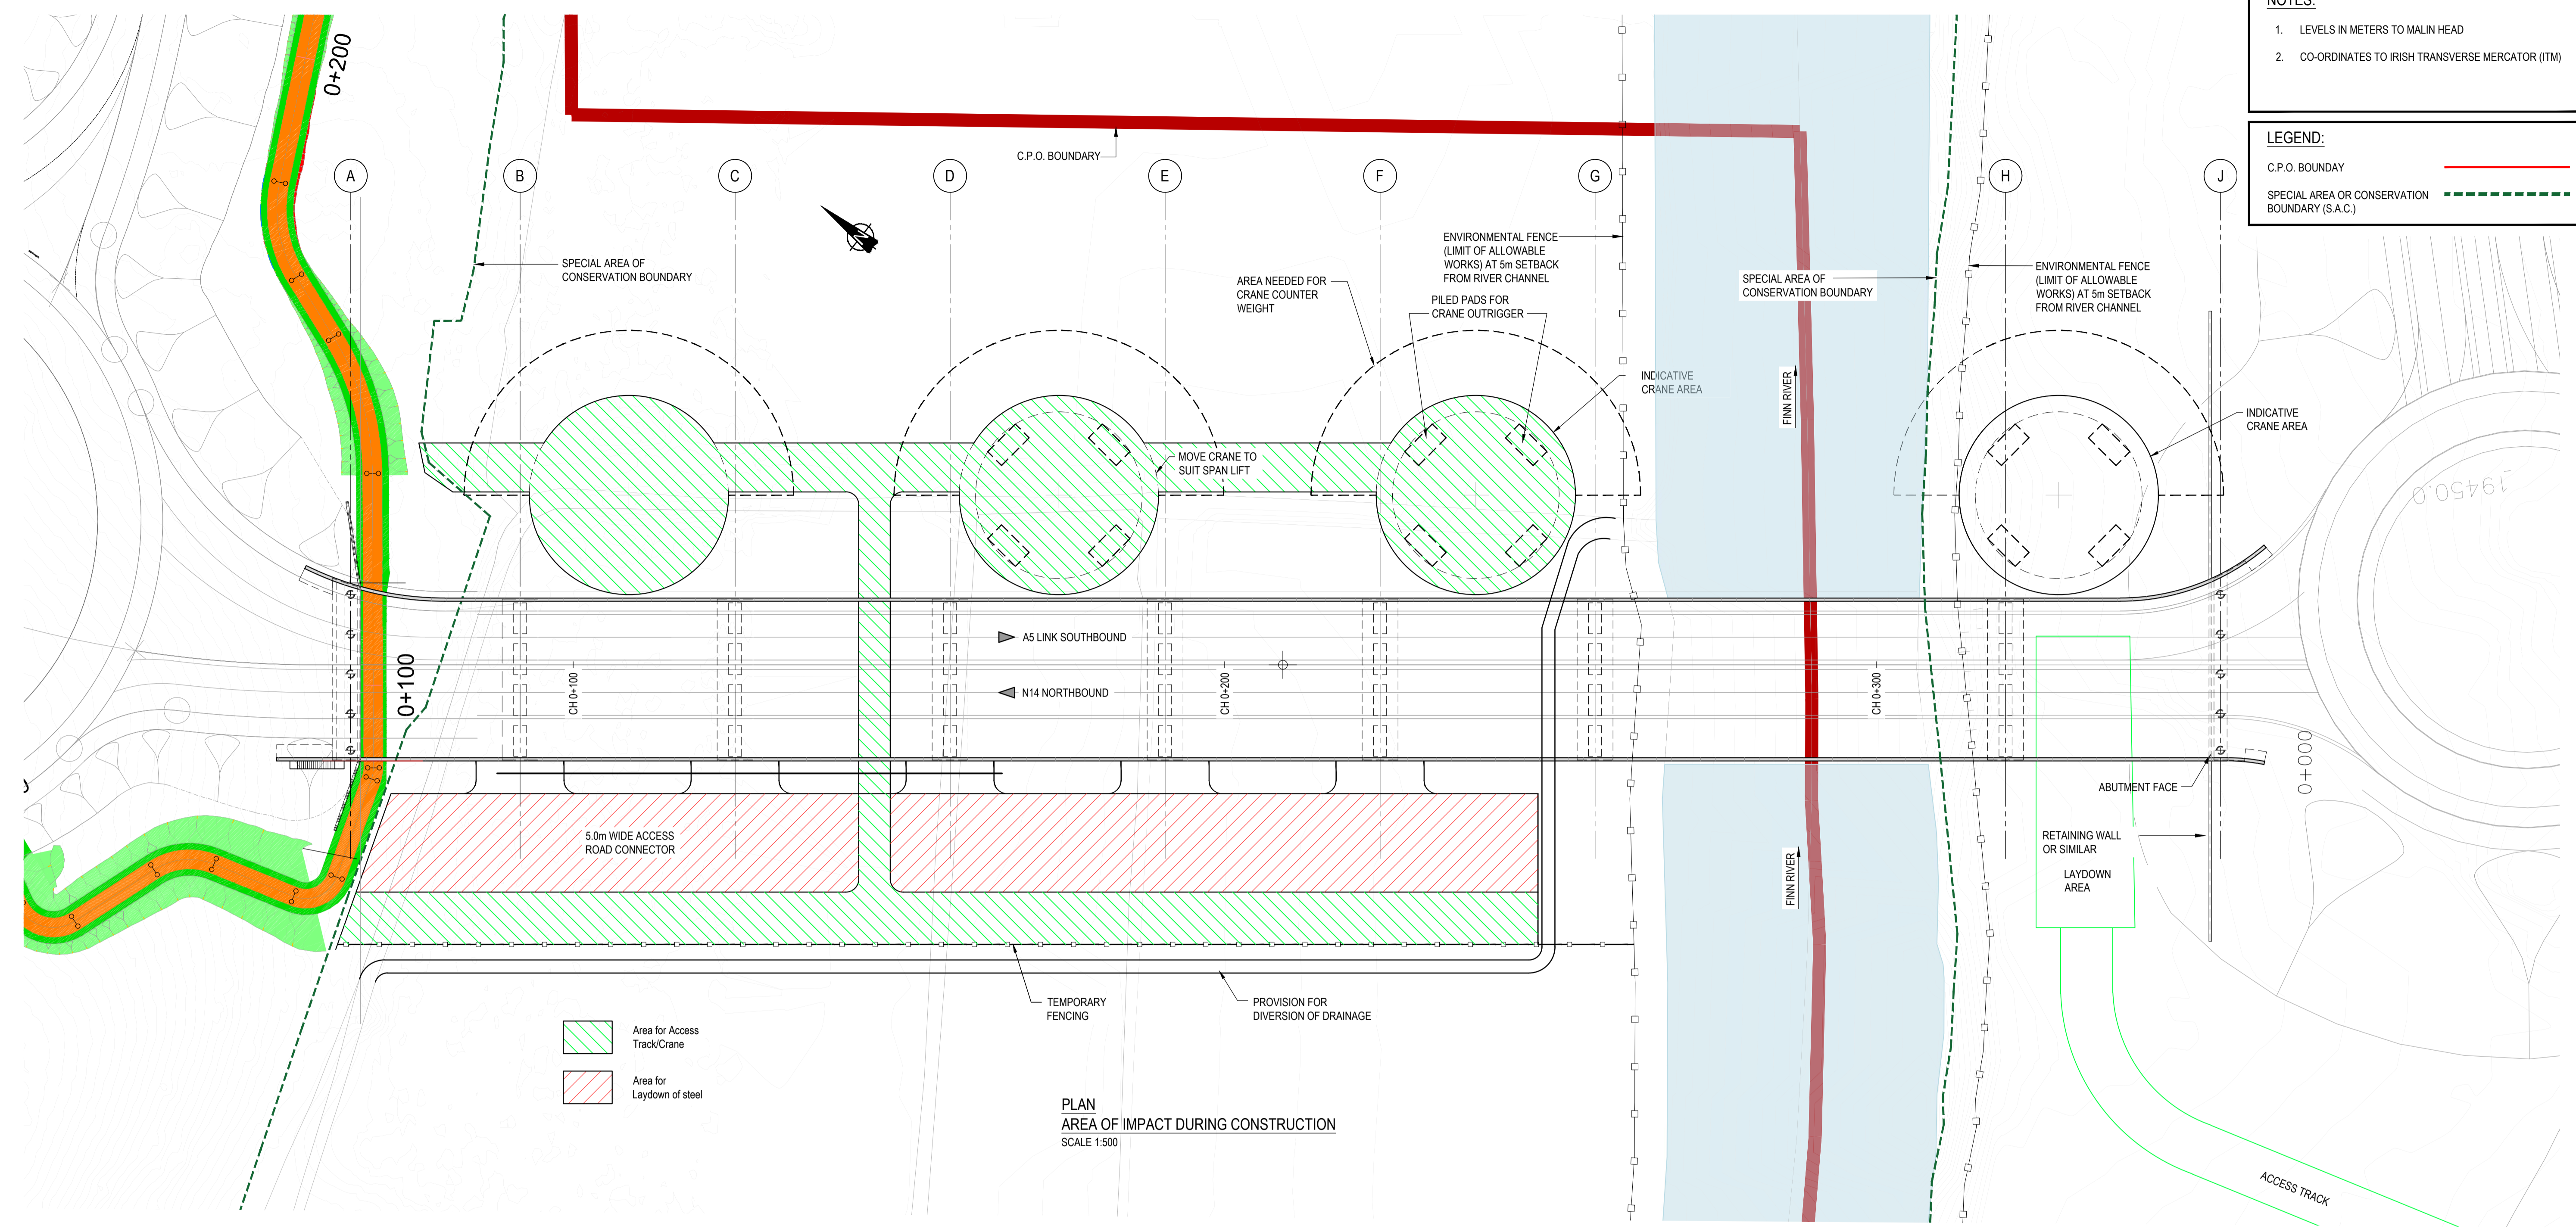 NOTES:
1. LEVELS IN METERS TO MALIN HEAD
2. CO-ORDINATES TO IRISH TRANSVERSE MERCATOR (ITM)
LEGEND:
C.P.O. BOUNDAY
SPECIAL AREA OR CONSERVATION
BOUNDARY (S.A.C.)
0+200
C.P.O. BOUNDARY
A
B
C
D
E
F
G
H
J
SPECIAL AREA OF
CONSERVATION BOUNDARY
AREA NEEDED FOR
CRANE COUNTER
WEIGHT
ENVIRONMENTAL FENCE
(LIMIT OF ALLOWABLE
WORKS) AT 5m SETBACK
FROM RIVER CHANNEL
PILED PADS FOR
CRANE OUTRIGGER
INDICATIVE
CRANE AREA
SPECIAL AREA OF
CONSERVATION BOUNDARY
ENVIRONMENTAL FENCE
(LIMIT OF ALLOWABLE
WORKS) AT 5m SETBACK
FROM RIVER CHANNEL
FINN RIVER
INDICATIVE
CRANE AREA
MOVE CRANE TO
SUIT SPAN LIFT
19450.0
A5 LINK SOUTHBOUND
N14 NORTHBOUND
0+100
CH 0+100
CH 0+200
CH 0+300
0+000
ABUTMENT FACE
5.0m WIDE ACCESS
ROAD CONNECTOR
FINN RIVER
RETAINING WALL
OR SIMILAR
LAYDOWN
AREA
TEMPORARY
FENCING
PROVISION FOR
DIVERSION OF DRAINAGE
Area for Access
Track/Crane
Area for
Laydown of steel
PLAN
AREA OF IMPACT DURING CONSTRUCTION
SCALE 1:500
ACCESS TRACK